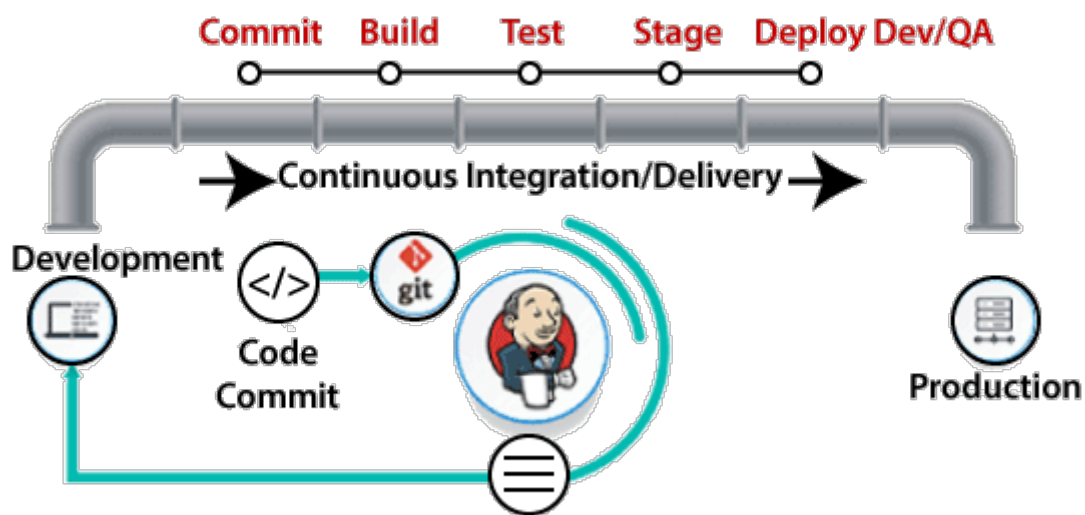 Commit Build Test Stage Deploy Dev/QA
Continuous Integration/Delivery
Development
</>
git
Code
Commit
Production